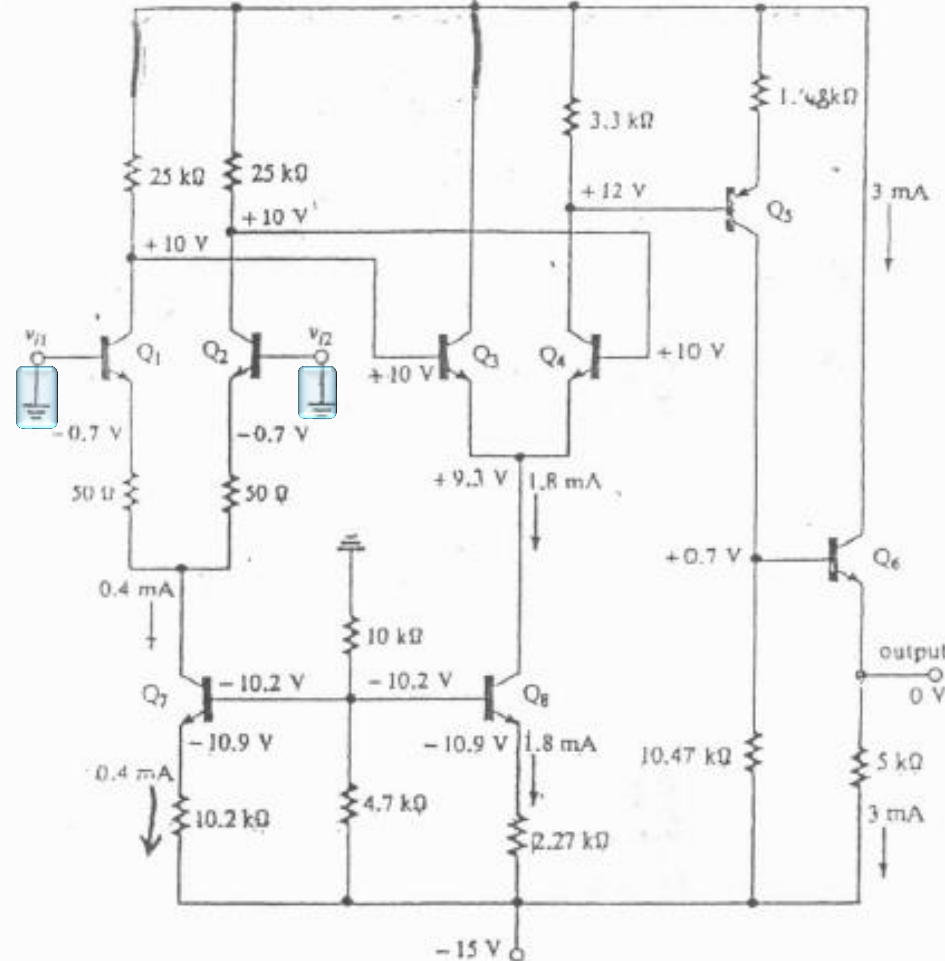 25 kΩ
25 kΩ
3.3 kΩ
+12 V
Q5
3 mA
+10 V
+10 V
vi1
Q1
Q2
vi2
Q3
Q4
+10 V
+10 V
−0.7 V
−0.7 V
50 Ω
50 Ω
+9.3 V
1.8 mA
+0.7 V
Q6
0.4 mA
10 kΩ
output
0 V
Q7
−10.2 V
−10.2 V
Q8
−10.9 V
−10.9 V
1.8 mA
0.4 mA
10.2 kΩ
4.7 kΩ
2.27 kΩ
10.47 kΩ
5 kΩ
3 mA
−15 V